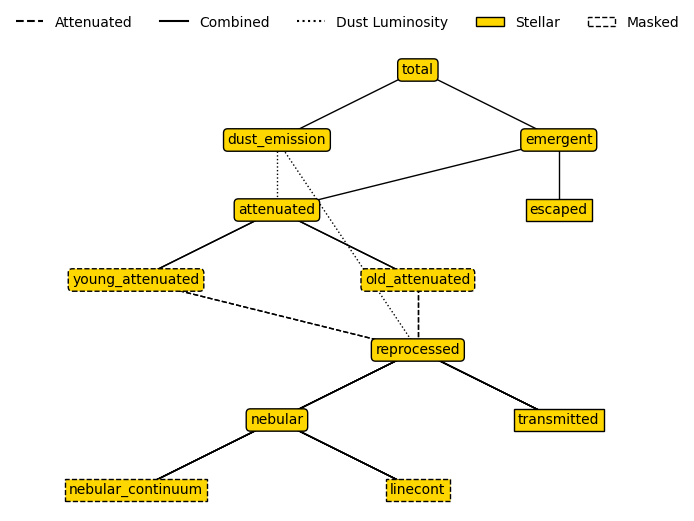 Attenuated Combined Dust Luminosity Stellar Masked
total
dust_emission emergent
attenuated escaped
young_attenuated old_attenuated
reprocessed
nebular transmitted
nebular_continuum linecont